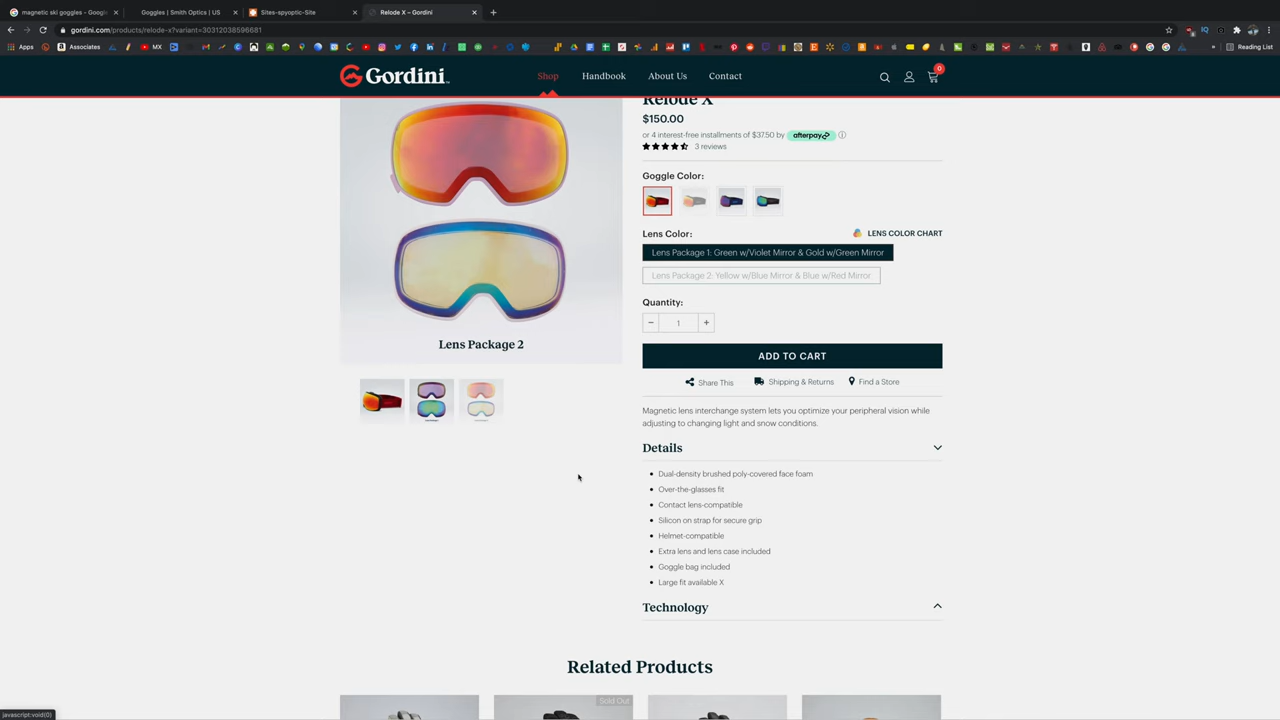 magnetic ski goggles - Google
Goggles | Smith Optics | US
Sites-spyoptic-Site
Relode X – Gordini
gordini.com/products/relode-x?variant=30312038596681
Apps
Associates
MX
Reading List
Gordini
Shop
Handbook
About Us
Contact
0
Relode X
$150.00
or 4 interest-free installments of $37.50 by afterpay
3 reviews
Goggle Color:
Lens Color:
LENS COLOR CHART
Lens Package 1: Green w/Violet Mirror & Gold w/Green Mirror
Lens Package 2: Yellow w/Blue Mirror & Blue w/Red Mirror
Quantity:
− 1 +
ADD TO CART
Share This
Shipping & Returns
Find a Store
Magnetic lens interchange system lets you optimize your peripheral vision while
adjusting to changing light and snow conditions.
Details
Dual-density brushed poly-covered face foam
Over-the-glasses fit
Contact lens-compatible
Silicon on strap for secure grip
Helmet-compatible
Extra lens and lens case included
Goggle bag included
Large fit available X
Technology
Lens Package 2
Related Products
Sold Out
javascript:void(0)